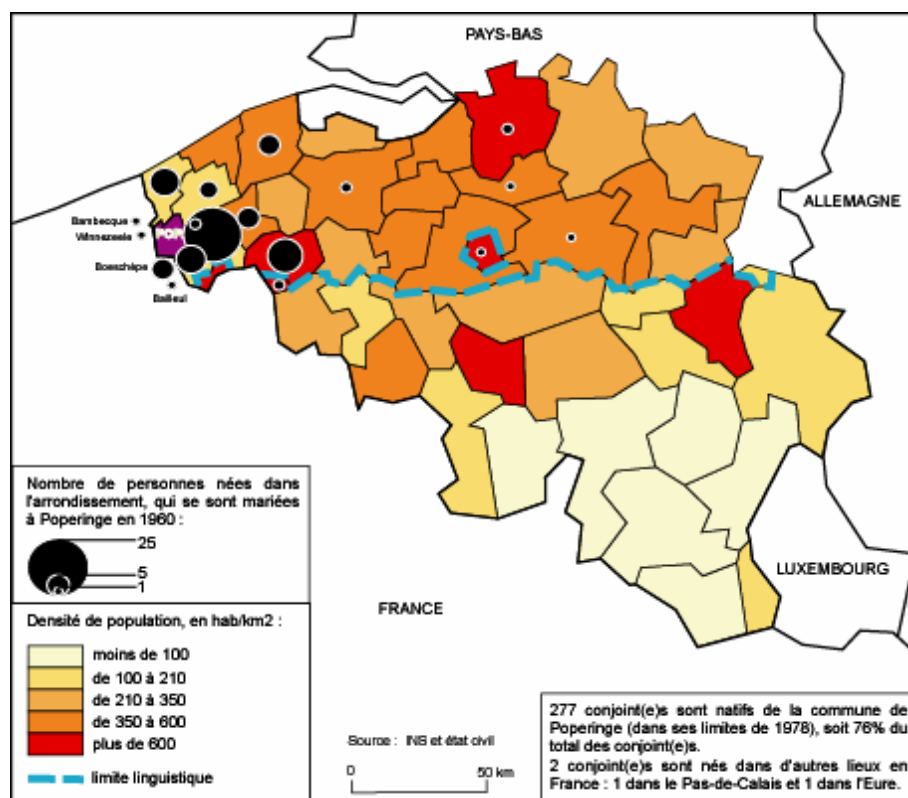 PAYS-BAS
ALLEMAGNE
Bambecque
Winnezeele
POP.
Boeschèpe
Bailleul
Nombre de personnes nées dans
l'arrondissement, qui se sont mariées
à Poperinge en 1960 :
25
5
1
LUXEMBOURG
FRANCE
Densité de population, en hab/km2 :
moins de 100
de 100 à 210
de 210 à 350
de 350 à 600
plus de 600
limite linguistique
Source : INS et état civil
0 50 km
277 conjoint(e)s sont natifs de la commune de
Poperinge (dans ses limites de 1978), soit 76% du
total des conjoint(e)s.
2 conjoint(e)s sont nés dans d'autres lieux en
France : 1 dans le Pas-de-Calais et 1 dans l'Eure.